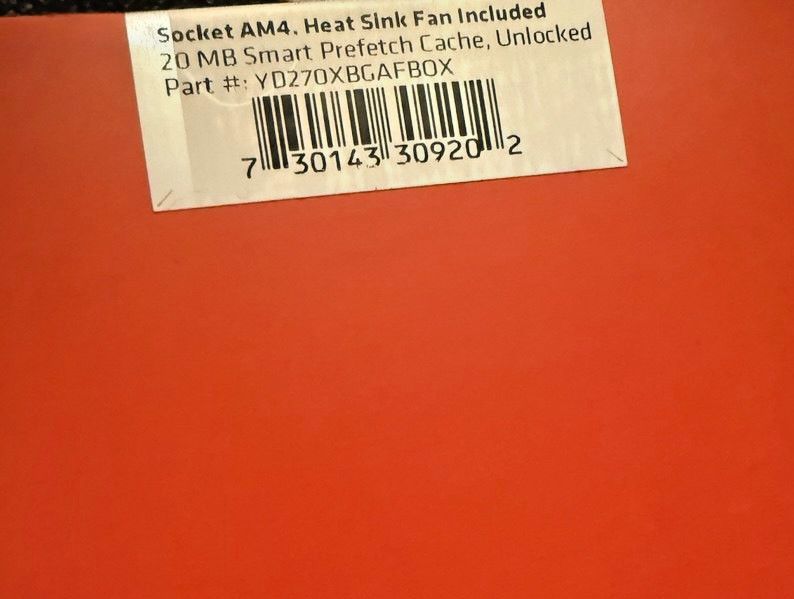 Socket AM4, Heat Sink Fan Included
20 MB Smart Prefetch Cache, Unlocked
Part #: YD270XBGAFBOX
7 30143 30920 2